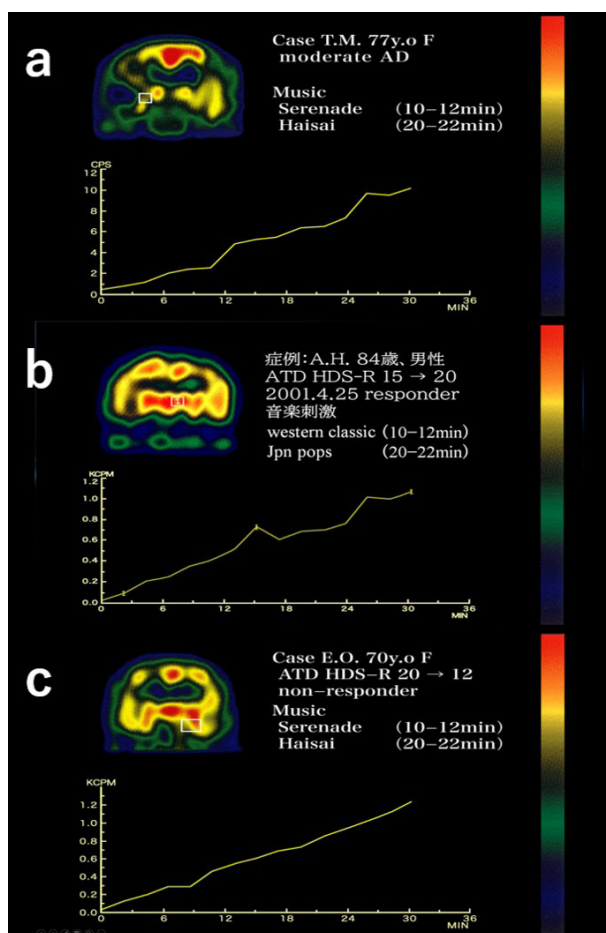 a
Case T.M. 77y.o F
moderate AD
Music
Serenade (10-12min)
Haisai (20-22min)
CPS
12
10
8
6
4
2
0
0 6 12 18 24 30 36
MIN
b
症例:A.H. 84歳、男性
ATD HDS-R 15 → 20
2001.4.25 responder
音楽刺激
western classic (10-12min)
Jpn pops (20-22min)
KCPM
1.2
1.0
0.8
0.6
0.4
0.2
0.0
0 6 12 18 24 30 36
MIN
c
Case E.O. 70y.o F
ATD HDS-R 20 → 12
non-responder
Music
Serenade (10-12min)
Haisai (20-22min)
KCPM
1.2
1.0
0.8
0.6
0.4
0.2
0.0
0 6 12 18 24 30 36
MIN